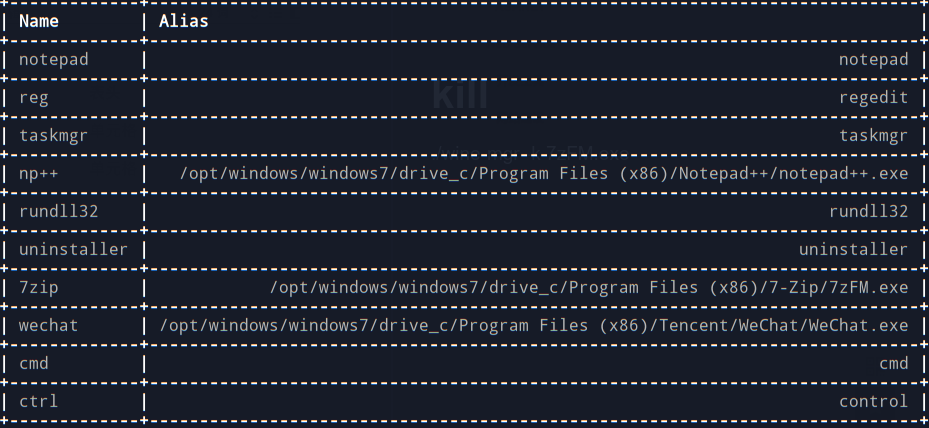 Name Alias
notepad notepad
reg regedit
kill
taskmgr taskmgr
np++ /opt/windows/windows7/drive_c/Program Files (x86)/Notepad++/notepad++.exe
rundll32 rundll32
uninstaller uninstaller
7zip /opt/windows/windows7/drive_c/Program Files (x86)/7-Zip/7zFM.exe
wechat /opt/windows/windows7/drive_c/Program Files (x86)/Tencent/WeChat/WeChat.exe
cmd cmd
ctrl control